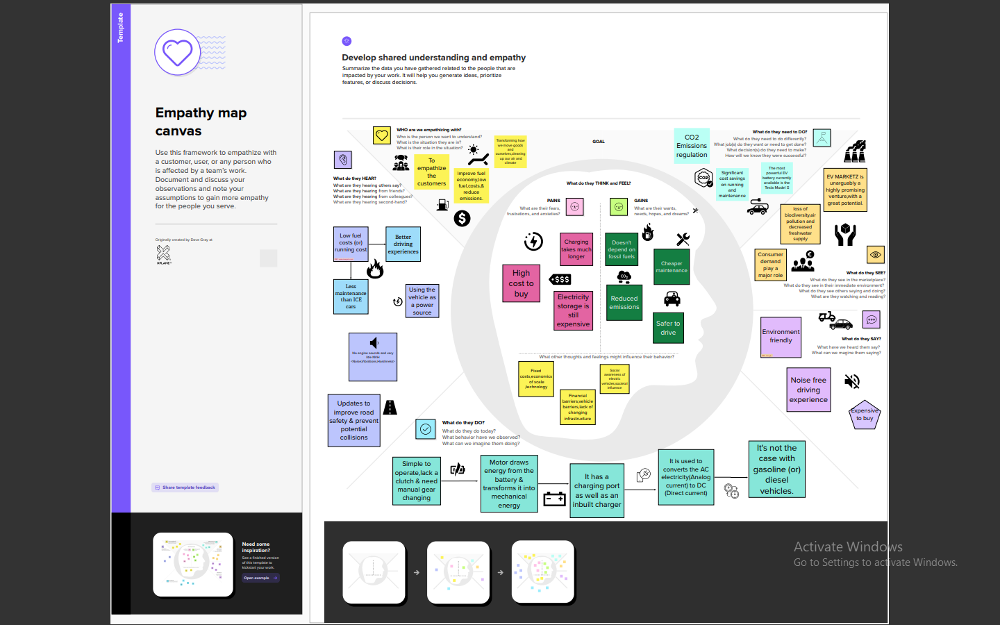 Template
Empathy map
canvas
Use this framework to empathize with
a customer, user, or any person who
is affected by a team's work.
Document and discuss your
observations and note your
assumptions to gain more empathy
for the people you serve.
Originally created by Dave Gray at
XPLANE
Share template feedback
Need some
inspiration?
See a finished version
of this template to
kickstart your work.
Open example
Develop shared understanding and empathy
Summarize the data you have gathered related to the people that are
impacted by your work. It will help you generate ideas, prioritize
features, or discuss decisions.
WHO are we empathizing with?
Who is the person we want to understand?
What is the situation they are in?
What is their role in the situation?
Transforming how
we move goods
and
ourselves,cleaning
up our air and
climate
To
empathize
the
customers
Improve fuel
economy,low
fuel,costs,&
reduce
emissions.
GOAL
CO2
Emissions
regulation
What do they need to DO?
What do they need to do differently?
What job(s) do they want or need to get done?
What decision(s) do they need to make?
How will we know they were successful?
CO2
Significant
cost savings
on running
and
maintenance
The most
powerful EV
battery currently
available is the
Tesla Model S
EV MARKETZ is
unarguably a
highly promising
venture,with a
great potential.
loss of
biodiversity,air
pollution and
decreased
freshwater
supply
Consumer
demand
play a
major role
What do they SEE?
What do they see in the marketplace?
What do they see in their immediate environment?
What do they see others saying and doing?
What are they watching and reading?
What do they HEAR?
What are they hearing others say?
What are they hearing from friends?
What are they hearing from colleagues?
What are they hearing second-hand?
Low fuel
costs (or)
running cost
Better
driving
experiences
Less
maintenance
than ICE
cars
Using the
vehicle as
a power
source
No engine sounds and very
little NVH
<Noise,Vibrations,Harshness>
Updates to
improve road
safety & prevent
potential
collisions
What do they THINK and FEEL?
PAINS
What are their fears,
frustrations, and anxieties?
GAINS
What are their wants,
needs, hopes, and dreams?
Charging
takes much
longer
High
cost to
buy
$$$
Electricity
storage is
still
expensive
Doesn't
depend on
fossil fuels
Cheaper
maintenance
CO2
Reduced
emissions
Safer to
drive
What other thoughts and feelings might influence their behavior?
Fixed
costs,economics
of scale
,technology
Social
awareness of
electric
vehicles,societal
influence
Financial
barriers,vehicle
barriers,lack of
changing
infrestructure
What do they SAY?
What have we heard them say?
What can we magine them saying?
Environment
friendly
Noise free
driving
experience
Expensive
to buy
What do they DO?
What do they do today?
What behavior have we observed?
What can we imagine them doing?
Simple to
operate,lack a
clutch & need
manual gear
changing
Motor draws
energy from the
battery &
transforms it into
mechanical
energy
It has a
charging port
as well as an
inbuilt charger
It is used to
converts the AC
electricity(Analog
current) to DC
(Direct current)
It's not the
case with
gasoline (or)
diesel
vehicles.
Activate Windows
Go to Settings to activate Windows.